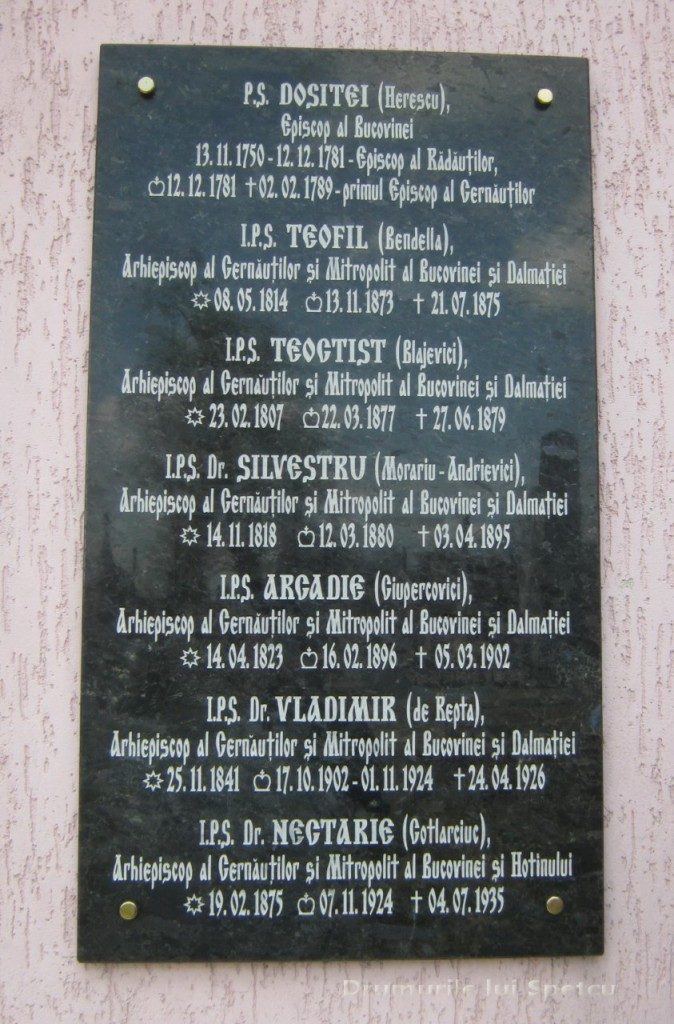 P.S. DOSITEI (Herescu),
Episcop al Bucovinei
13.11.1750 - 12.12.1781 - Episcop al Rădăuților,
12.12.1781 ✝ 02.02.1789 - primul Episcop al Cernăuților
I.P.S. TEOFIL (Bendella),
Arhiepiscop al Cernăuților și Mitropolit al Bucovinei și Dalmației
08.05.1814 13.11.1873 ✝ 21.07.1875
I.P.S. TEOCTIST (Blajevici),
Arhiepiscop al Cernăuților și Mitropolit al Bucovinei și Dalmației
23.02.1807 22.03.1877 ✝ 27.06.1879
I.P.S. Dr. SILVESTRU (Morariu - Andrievici),
Arhiepiscop al Cernăuților și Mitropolit al Bucovinei și Dalmației
14.11.1818 12.03.1880 ✝ 03.04.1895
I.P.S. ARCADIE (Ciupercovici),
Arhiepiscop al Cernăuților și Mitropolit al Bucovinei și Dalmației
14.04.1823 16.02.1896 ✝ 05.03.1902
I.P.S. Dr. VLADIMIR (de Repta),
Arhiepiscop al Cernăuților și Mitropolit al Bucovinei și Dalmației
25.11.1841 17.10.1902 - 01.11.1924 ✝ 24.04.1926
I.P.S. Dr. NECTARIE (Cotlarciuc),
Arhiepiscop al Cernăuților și Mitropolit al Bucovinei și Hotinului
19.02.1875 07.11.1924 ✝ 04.07.1935
Drumurile lui Spetcu